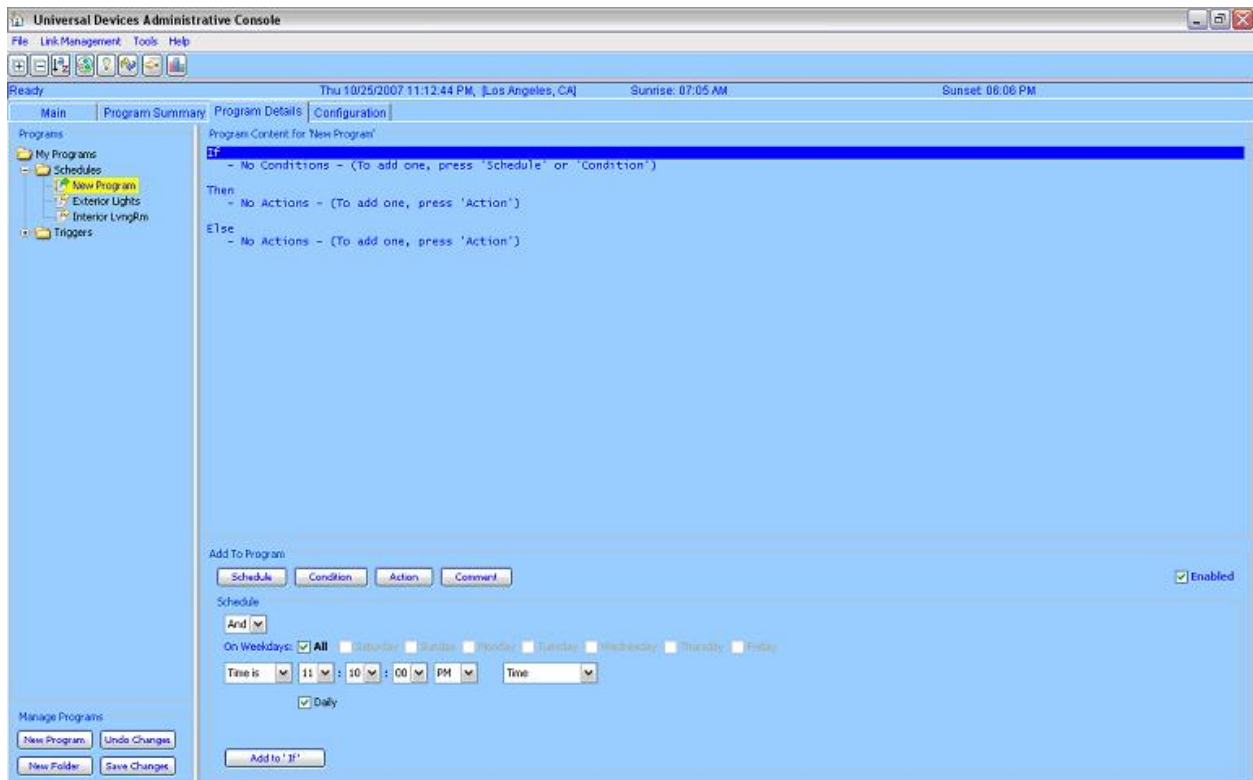 Universal Devices Administrative Console
File Link Management Tools Help
Ready Thu 10/25/2007 11:12:44 PM, [Los Angeles, CA] Sunrise: 07:05 AM Sunset: 06:06 PM
Main Program Summary Program Details Configuration
Programs
My Programs
Schedules
New Program
Exterior Lights
Interior LvngRm
Triggers
Program Content for 'New Program'
If
- No Conditions - (To add one, press 'Schedule' or 'Condition')
Then
- No Actions - (To add one, press 'Action')
Else
- No Actions - (To add one, press 'Action')
Add To Program
Schedule Condition Action Comment Enabled
Schedule
And
On Weekdays: All Saturday Sunday Monday Tuesday Wednesday Thursday Friday
Time is 11 : 10 : 00 PM Time
Daily
Add to 'If'
Manage Programs
New Program Undo Changes
New Folder Save Changes